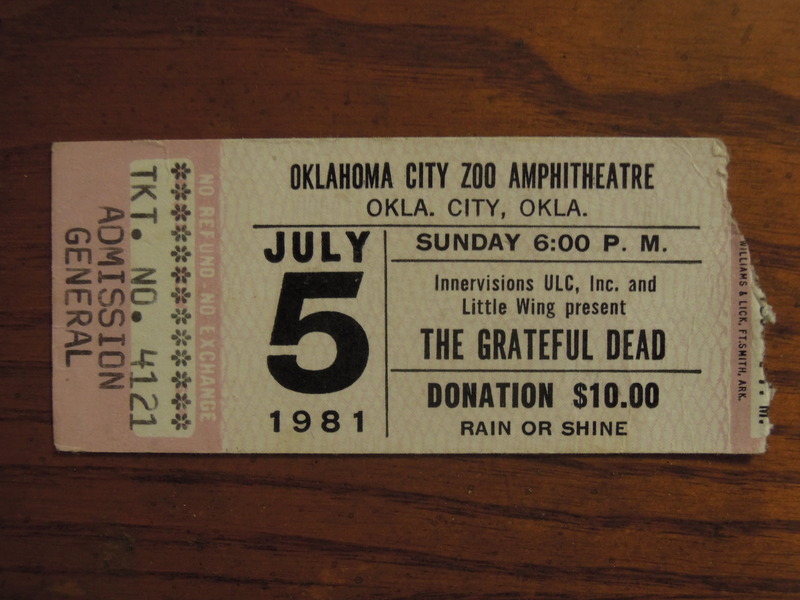 GENERAL
ADMISSION
TKT. NO. 4121
✽✽✽✽✽✽✽✽✽✽✽✽✽
NO REFUND - NO EXCHANGE
OKLAHOMA CITY ZOO AMPHITHEATRE
OKLA. CITY, OKLA.
JULY
5
1981
SUNDAY 6:00 P. M.
Innervisions ULC, Inc. and
Little Wing present
THE GRATEFUL DEAD
DONATION $10.00
RAIN OR SHINE
WILLIAMS & LICK, FT. SMITH, ARK.
M.